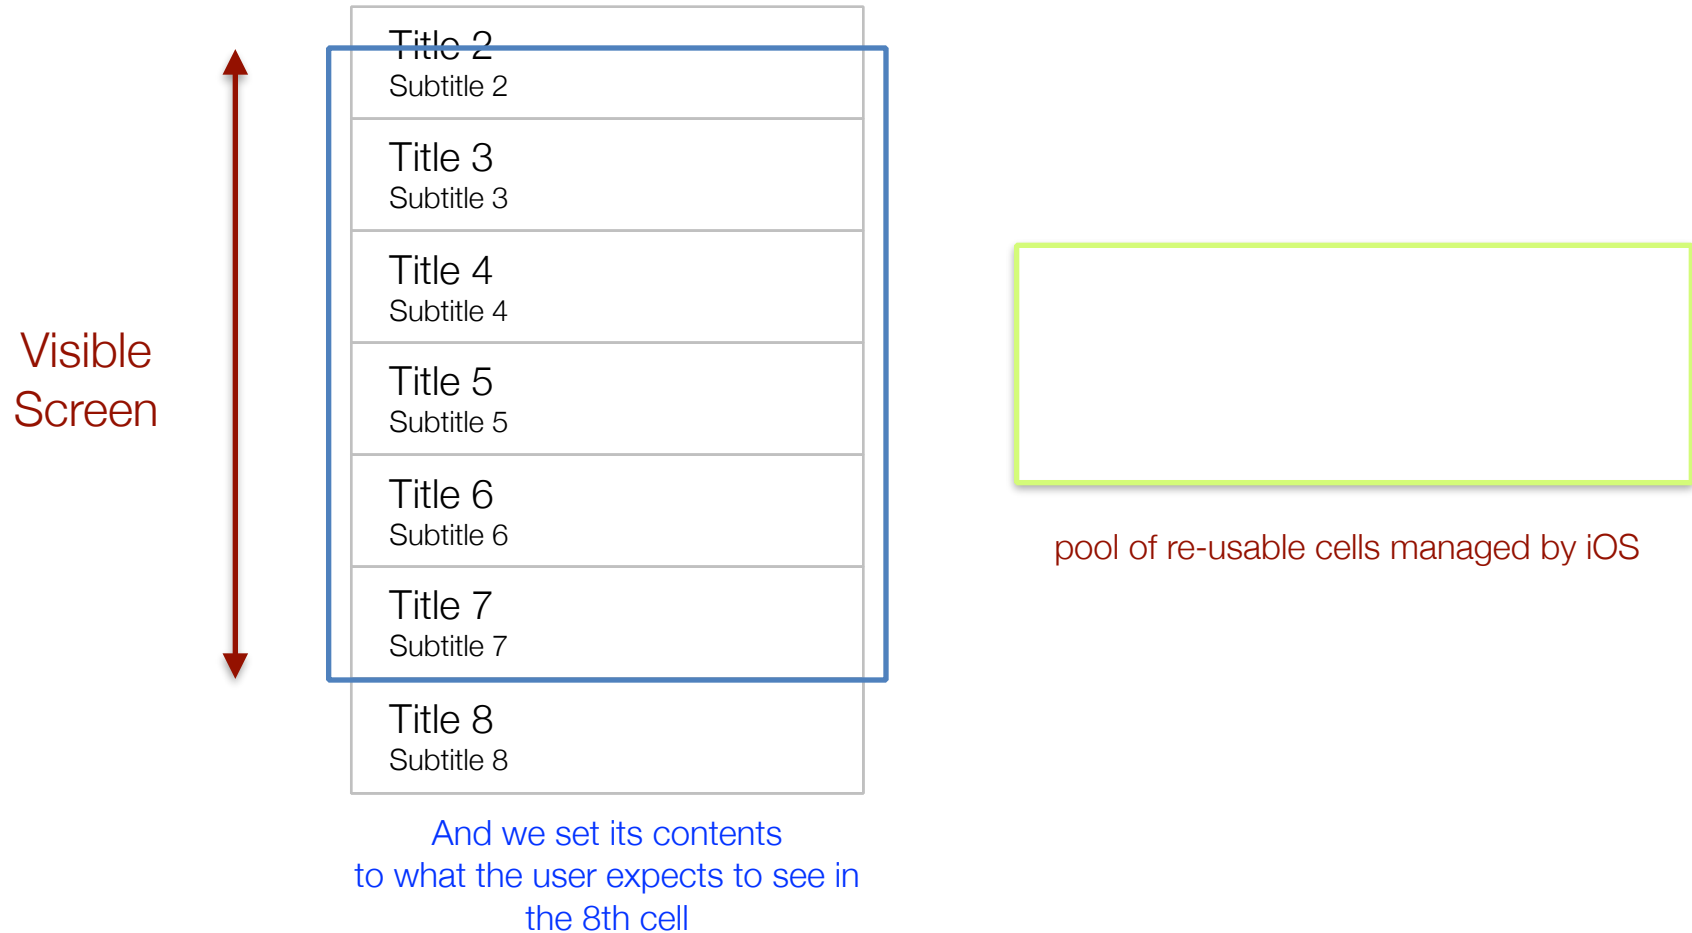 Title 2
Subtitle 2
Title 3
Subtitle 3
Title 4
Subtitle 4
Title 5
Subtitle 5
Title 6
Subtitle 6
Title 7
Subtitle 7
Title 8
Subtitle 8
And we set its contents
to what the user expects to see in
the 8th cell
Visible
Screen
pool of re-usable cells managed by iOS